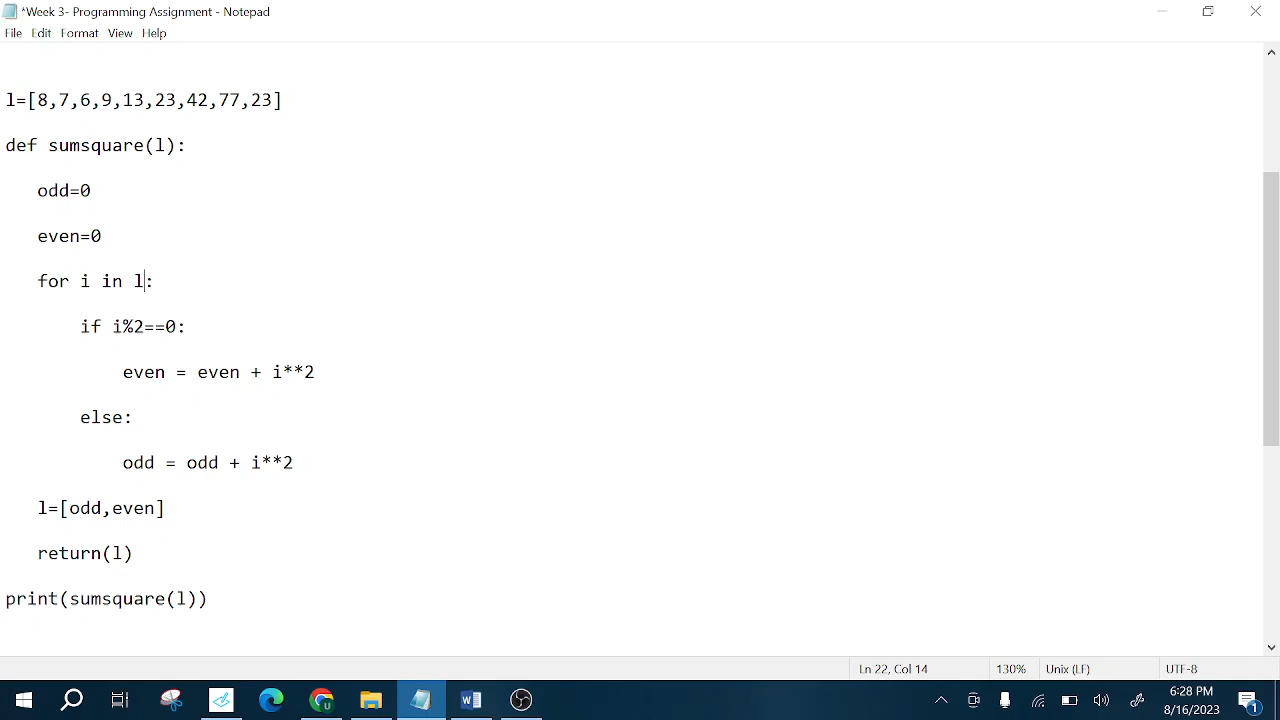 *Week 3- Programming Assignment - Notepad
File Edit Format View Help
l=[8,7,6,9,13,23,42,77,23]
def sumsquare(l):
odd=0
even=0
for i in l:
if i%2==0:
even = even + i**2
else:
odd = odd + i**2
l=[odd,even]
return(l)
print(sumsquare(l))
Ln 22, Col 14 130% Unix (LF) UTF-8
6:28 PM
8/16/2023